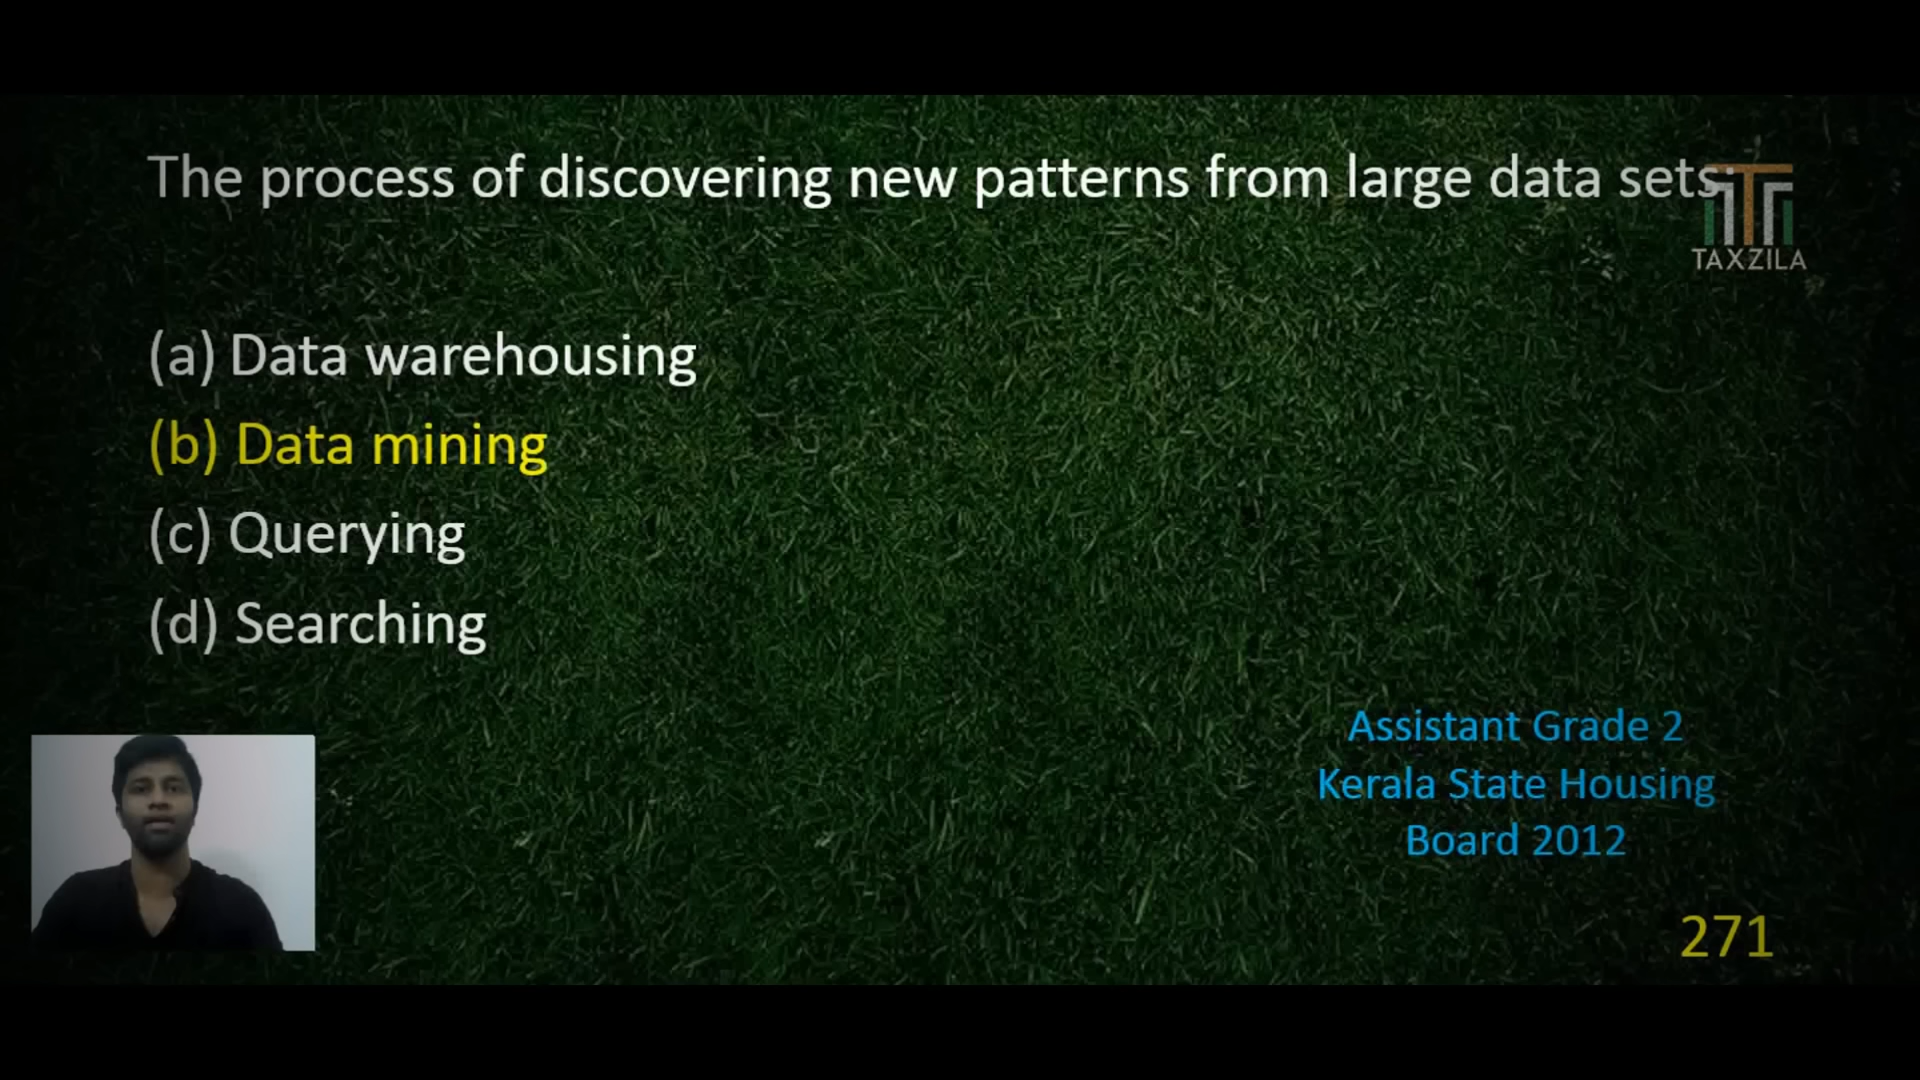 The process of discovering new patterns from large data sets:
TAXZILA
(a) Data warehousing
(b) Data mining
(c) Querying
(d) Searching
Assistant Grade 2
Kerala State Housing
Board 2012
271